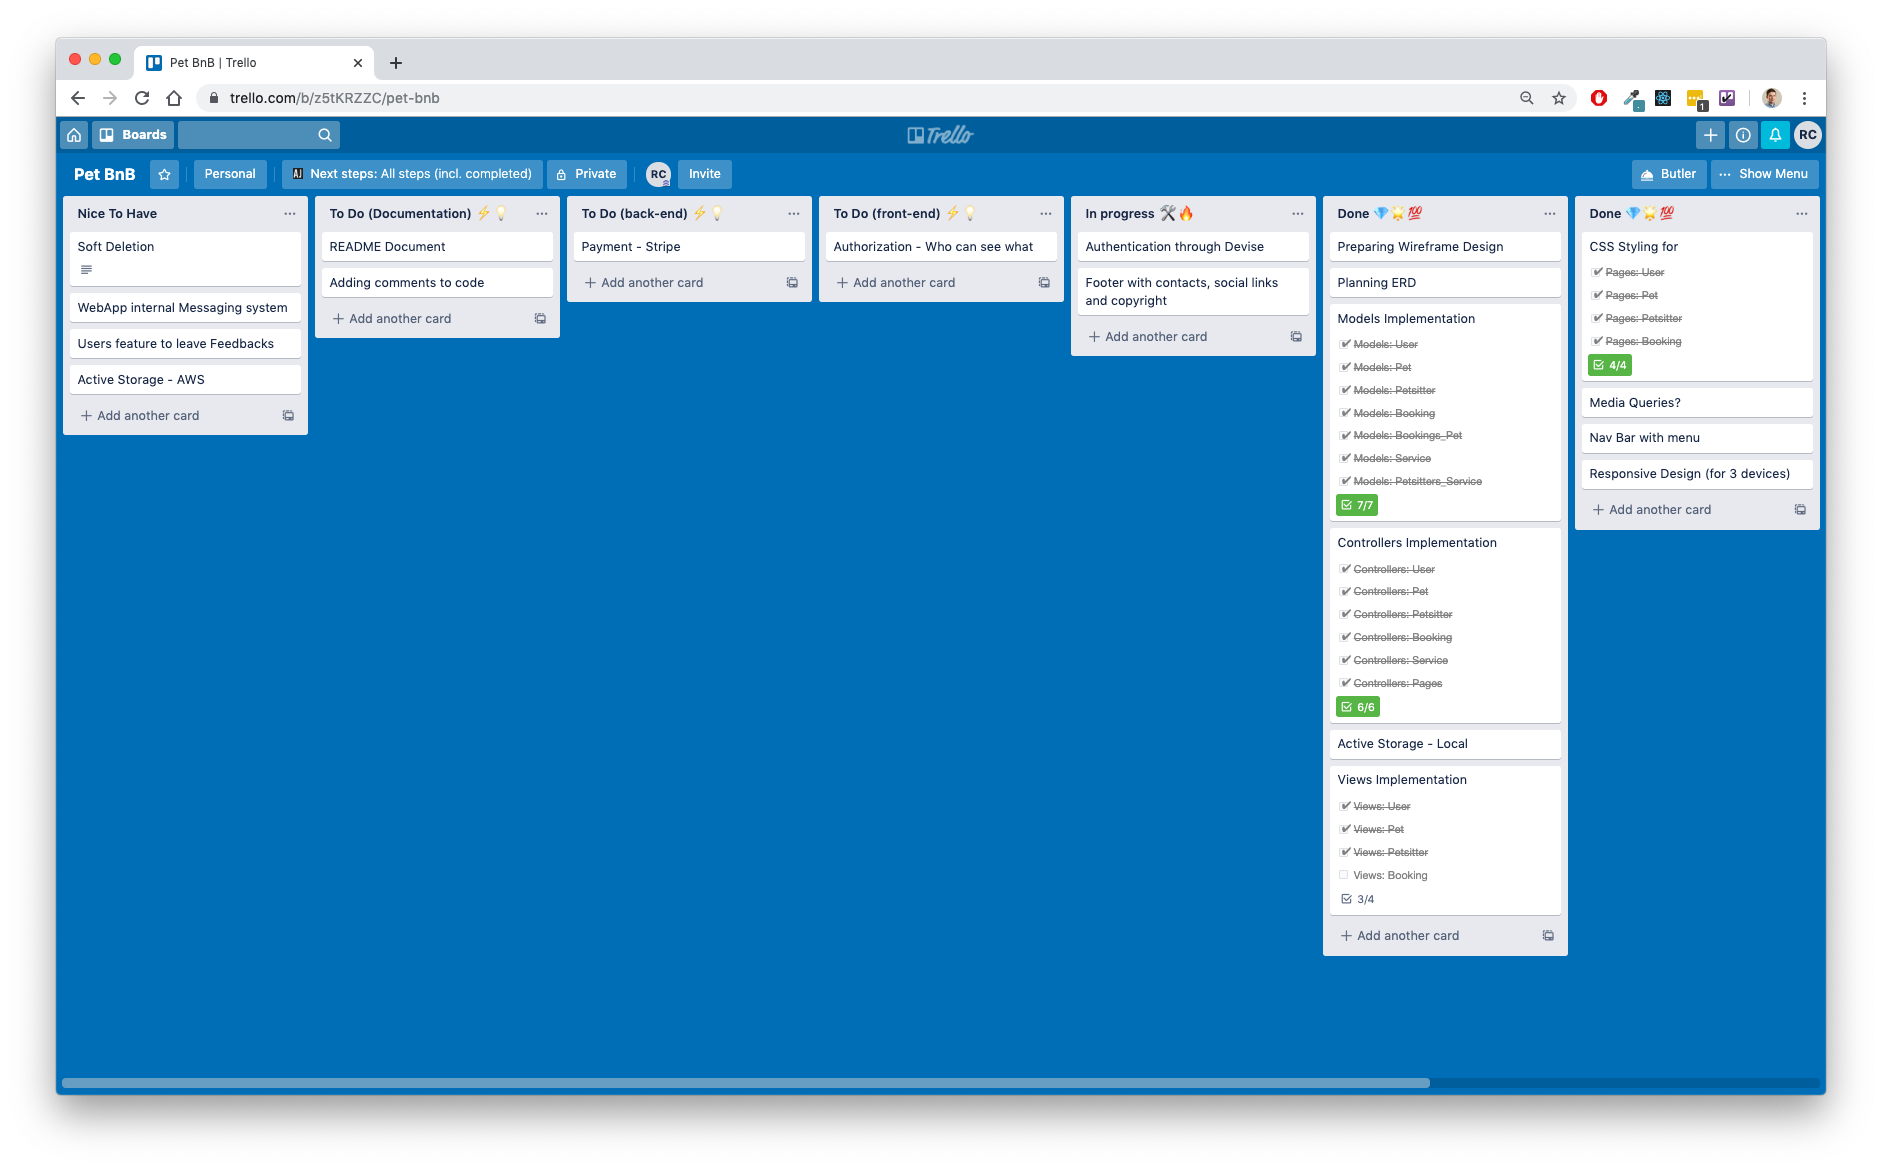 Pet BnB | Trello
trello.com/b/z5tKRZZC/pet-bnb
1
Boards
Trello
RC
Pet BnB
Personal
AJ Next steps: All steps (incl. completed)
Private
RC
Invite
Butler
Show Menu
Nice To Have
Soft Deletion
WebApp internal Messaging system
Users feature to leave Feedbacks
Active Storage - AWS
Add another card
To Do (Documentation) ⚡💡
README Document
Adding comments to code
Add another card
To Do (back-end) ⚡💡
Payment - Stripe
Add another card
To Do (front-end) ⚡💡
Authorization - Who can see what
Add another card
In progress 🛠🔥
Authentication through Devise
Footer with contacts, social links
and copyright
Add another card
Done 💎🌟💯
Preparing Wireframe Design
Planning ERD
Models Implementation
Models: User
Models: Pet
Models: Petsitter
Models: Booking
Models: Bookings_Pet
Models: Service
Models: Petsitters_Service
7/7
Controllers Implementation
Controllers: User
Controllers: Pet
Controllers: Petsitter
Controllers: Booking
Controllers: Service
Controllers: Pages
6/6
Active Storage - Local
Views Implementation
Views: User
Views: Pet
Views: Petsitter
Views: Booking
3/4
Add another card
Done 💎🌟💯
CSS Styling for
Pages: User
Pages: Pet
Pages: Petsitter
Pages: Booking
4/4
Media Queries?
Nav Bar with menu
Responsive Design (for 3 devices)
Add another card